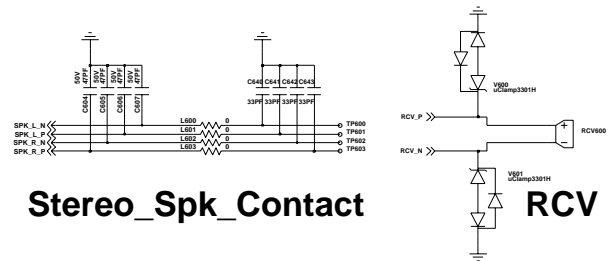 50V 47PF 50V 47PF 50V 47PF 50V 47PF
C604 C605 C606 C607
C640 C641 C642 C643
33PF 33PF 33PF 33PF
SPK_L_N L600 0 TP600
SPK_L_P L601 0 TP601
SPK_R_N L602 0 TP602
SPK_R_P L603 0 TP603
Stereo_Spk_Contact
V600
uClamp3301H
RCV_P
RCV600
RCV_N
V601
uClamp3301H
RCV